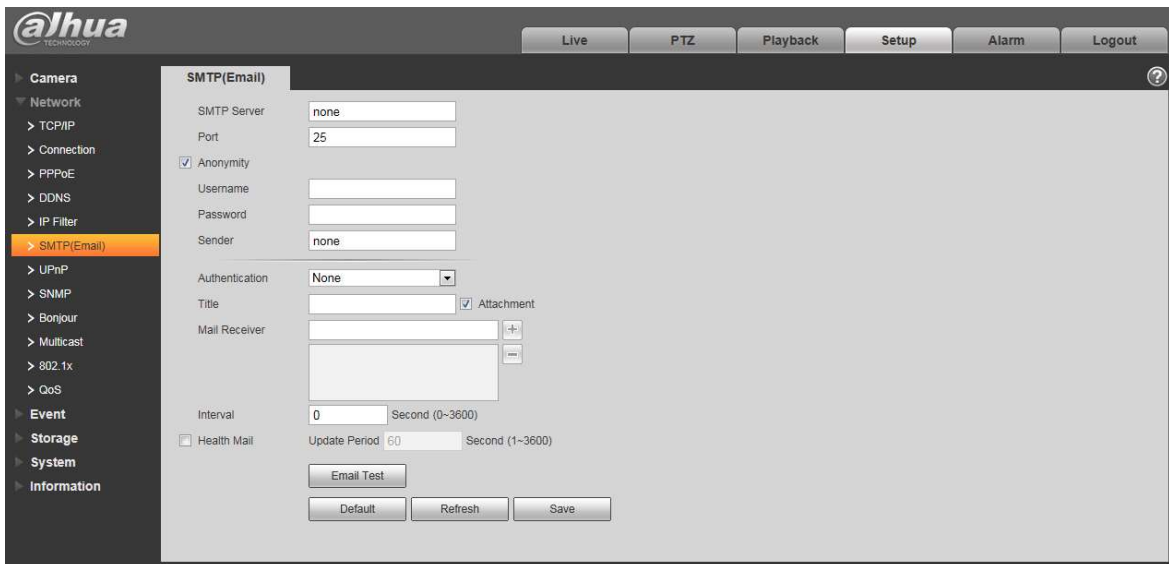 alhua
TECHNOLOGY
Live PTZ Playback Setup Alarm Logout
Camera
Network
> TCP/IP
> Connection
> PPPoE
> DDNS
> IP Filter
> SMTP(Email)
> UPnP
> SNMP
> Bonjour
> Multicast
> 802.1x
> QoS
Event
Storage
System
Information
SMTP(Email)
?
SMTP Server none
Port 25
Anonymity
Username
Password
Sender none
Authentication None
Title Attachment
Mail Receiver
Interval 0 Second (0~3600)
Health Mail Update Period 60 Second (1~3600)
Email Test
Default Refresh Save